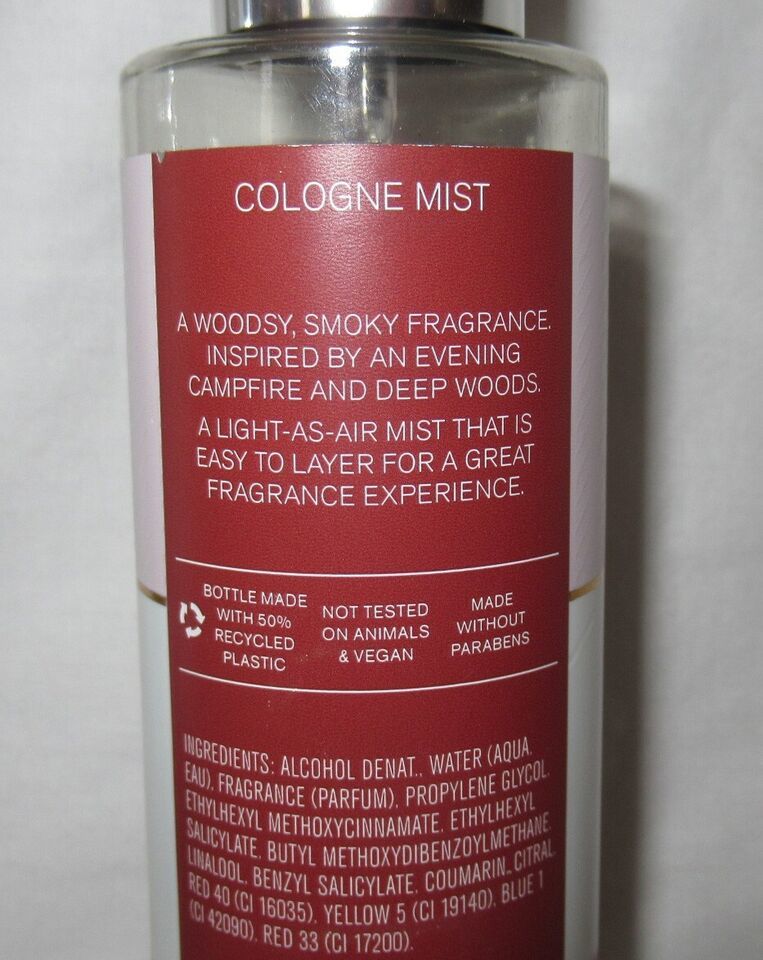 COLOGNE MIST
A WOODSY, SMOKY FRAGRANCE.
INSPIRED BY AN EVENING
CAMPFIRE AND DEEP WOODS.
A LIGHT-AS-AIR MIST THAT IS
EASY TO LAYER FOR A GREAT
FRAGRANCE EXPERIENCE.
BOTTLE MADE
WITH 50%
RECYCLED
PLASTIC
NOT TESTED
ON ANIMALS
& VEGAN
MADE
WITHOUT
PARABENS
INGREDIENTS: ALCOHOL DENAT., WATER (AQUA,
EAU), FRAGRANCE (PARFUM), PROPYLENE GLYCOL,
ETHYLHEXYL METHOXYCINNAMATE, ETHYLHEXYL
SALICYLATE, BUTYL METHOXYDIBENZOYLMETHANE,
LINALOOL, BENZYL SALICYLATE, COUMARIN, CITRAL,
RED 40 (CI 16035), YELLOW 5 (CI 19140), BLUE 1
(CI 42090), RED 33 (CI 17200).